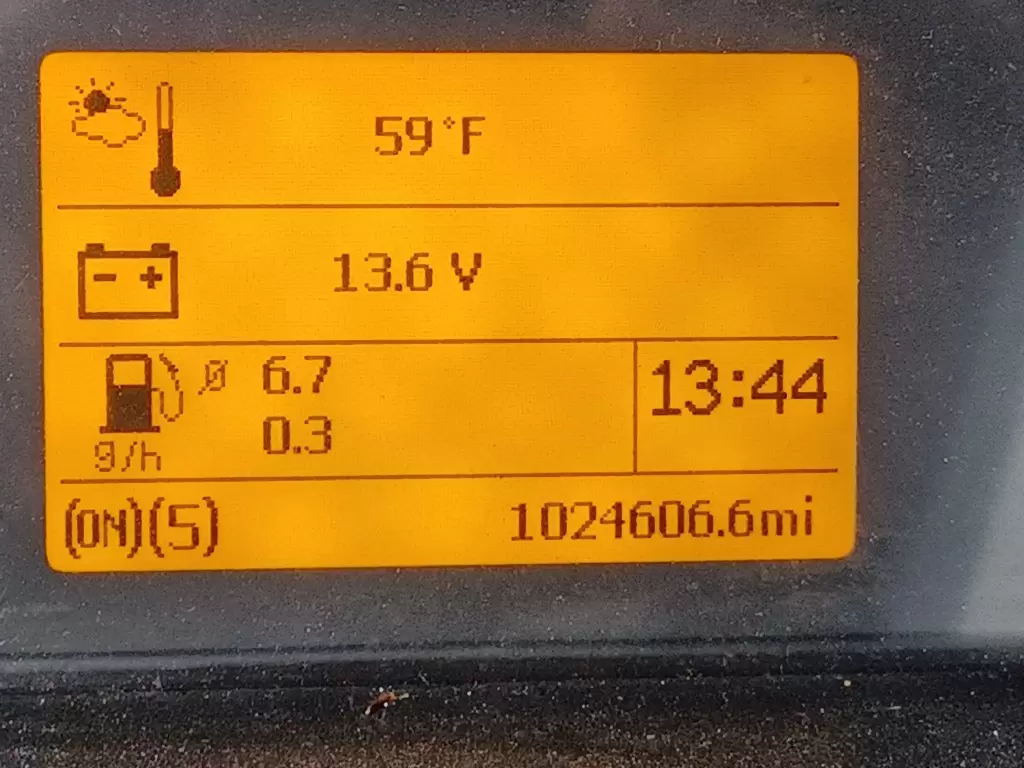 59°F
- +
13.6 V
Ø 6.7
13:44
g/h 0.3
(ON)(5) 1024606.6mi